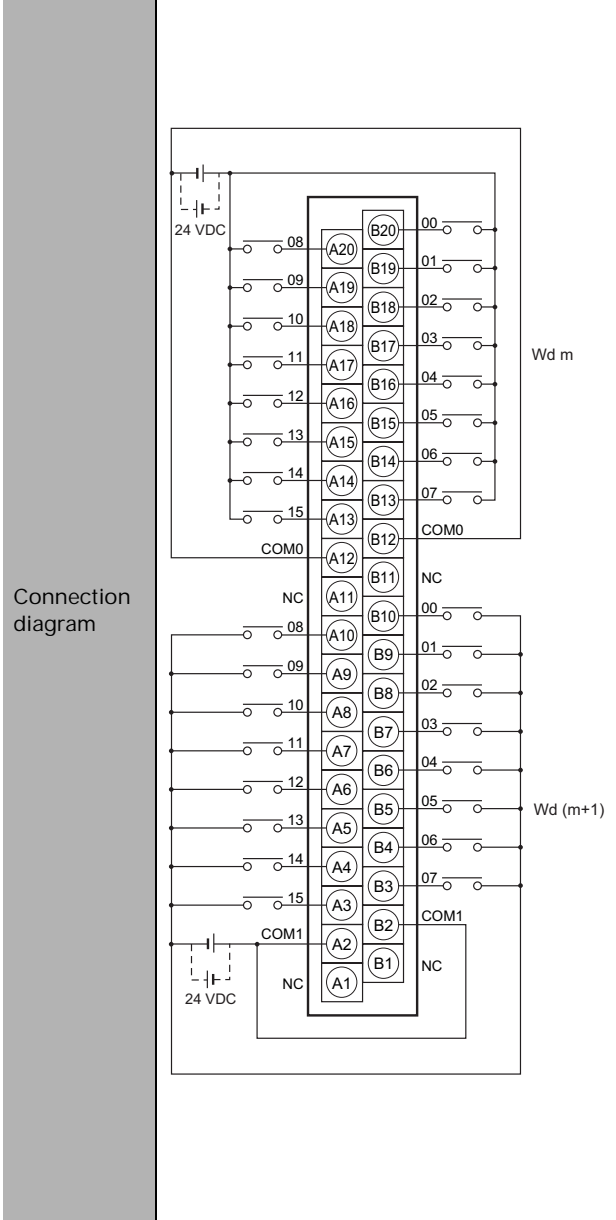 Connection
diagram
24 VDC
08 A20
09 A19
10 A18
11 A17
12 A16
13 A15
14 A14
15 A13
COM0 A12
NC A11
08 A10
09 A9
10 A8
11 A7
12 A6
13 A5
14 A4
15 A3
COM1 A2
NC A1
24 VDC
B20 00
B19 01
B18 02
B17 03
B16 04
B15 05
B14 06
B13 07
B12 COM0
B11 NC
B10 00
B9 01
B8 02
B7 03
B6 04
B5 05
B4 06
B3 07
B2 COM1
B1 NC
Wd m
Wd (m+1)